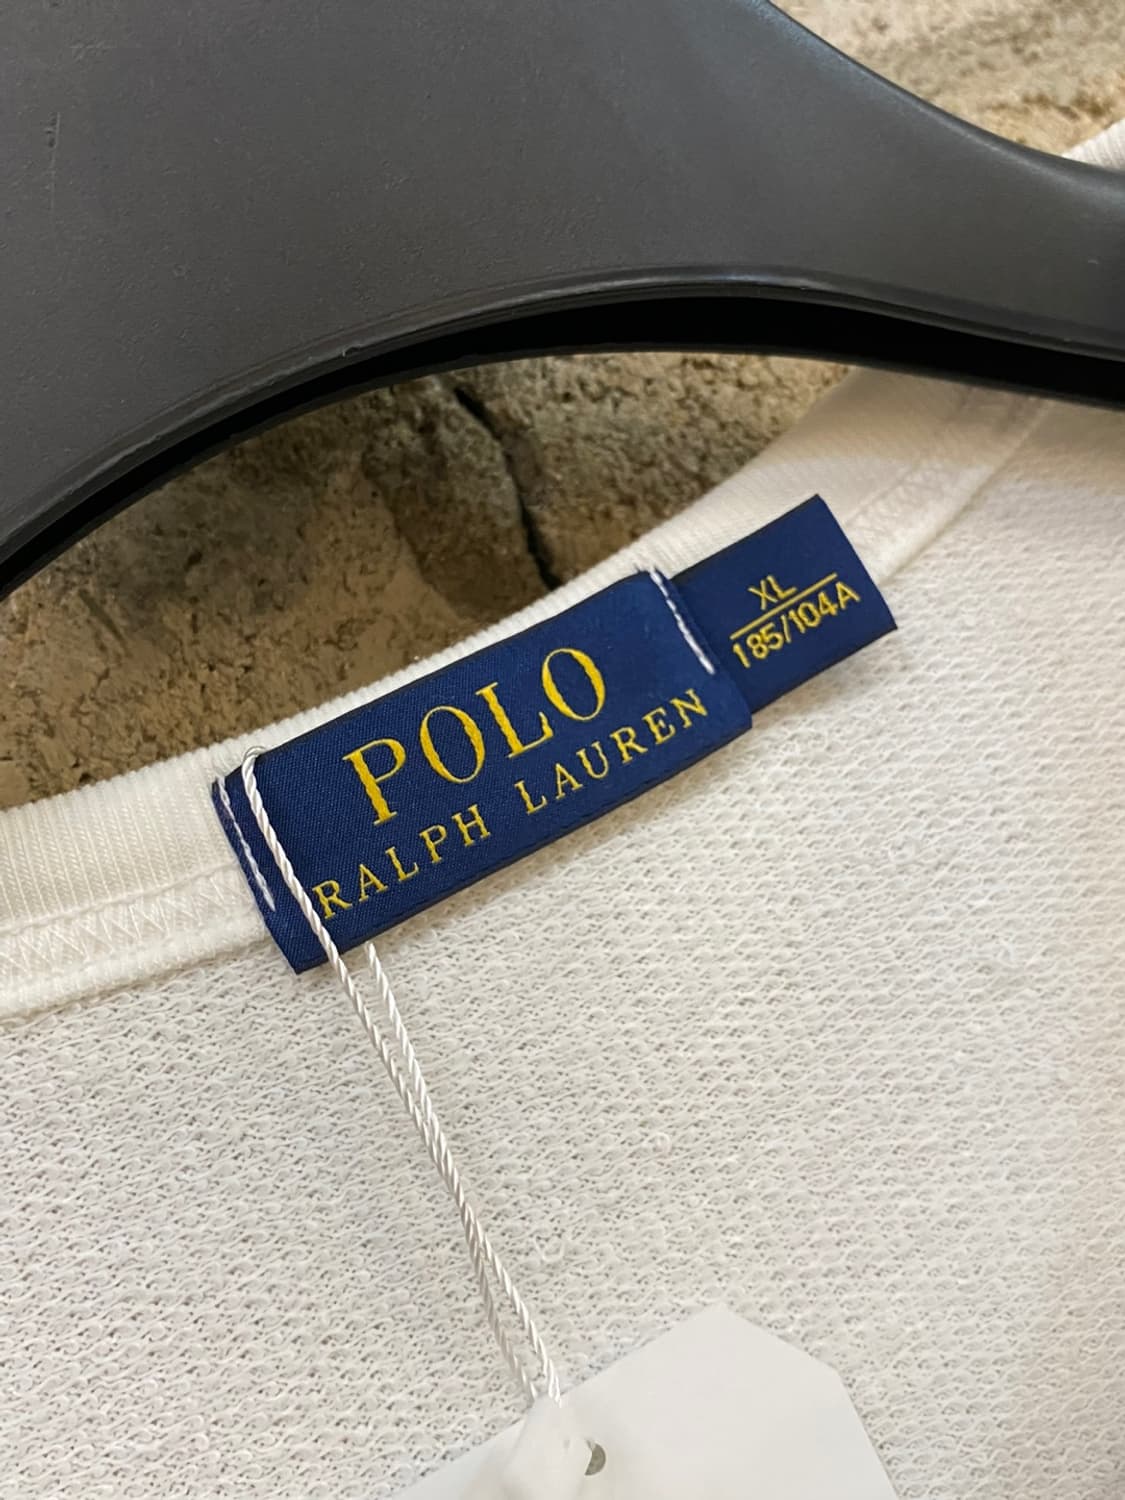 POLO
RALPH LAUREN
XL
185/104A